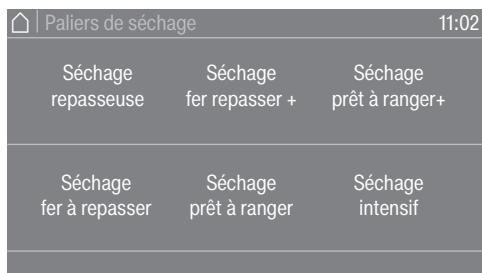 Paliers de séchage 11:02
Séchage repasseuse
Séchage fer repasser +
Séchage prêt à ranger+
Séchage fer à repasser
Séchage prêt à ranger
Séchage intensif